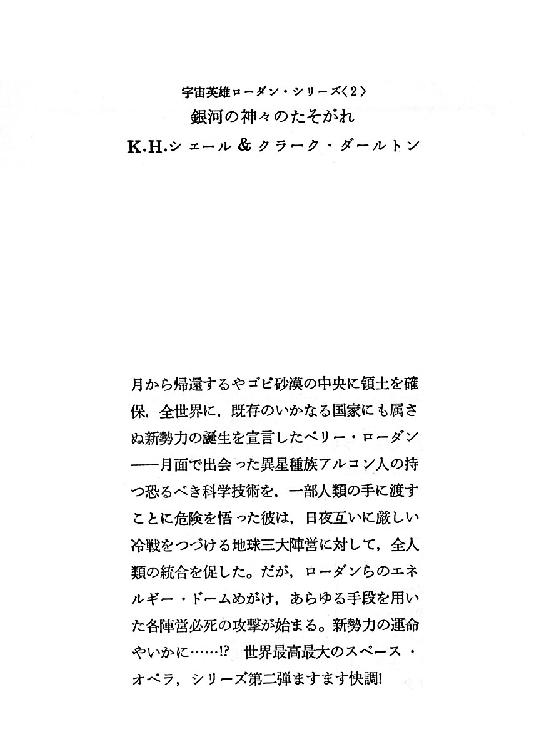 宇宙英雄ローダン・シリーズ〈2〉
銀河の神々のたそがれ
K.H.シェール & クラーク・ダールトン
月から帰還するやゴビ砂漠の中央に領土を確
保，全世界に，既存のいかなる国家にも属さ
ぬ新勢力の誕生を宣言したペリー・ローダン
――月面で出会った異星種族アルコン人の持
つ恐るべき科学技術を，一部人類の手に渡す
ことに危険を悟った彼は，日夜互いに厳しい
冷戦をつづける地球三大陣営に対して，全人
類の統合を促した。だが，ローダンらのエネ
ルギー・ドームめがけ，あらゆる手段を用い
た各陣営必死の攻撃が始まる。新勢力の運命
やいかに……!?　世界最高最大のスペース・
オペラ，シリーズ第二弾ますます快調!